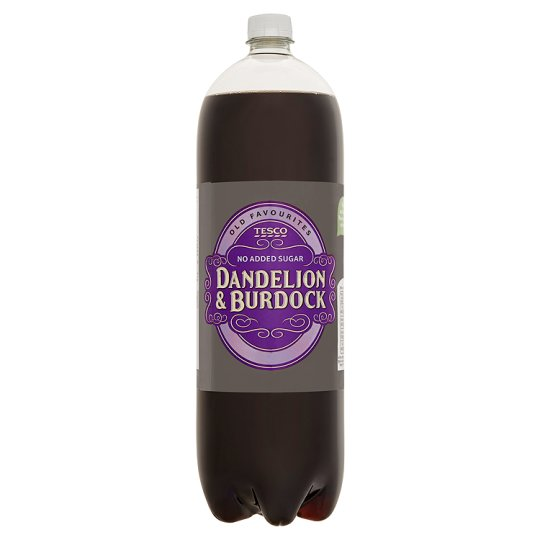 OLD FAVOURITES
TESCO
NO ADDED SUGAR
DANDELION
& BURDOCK